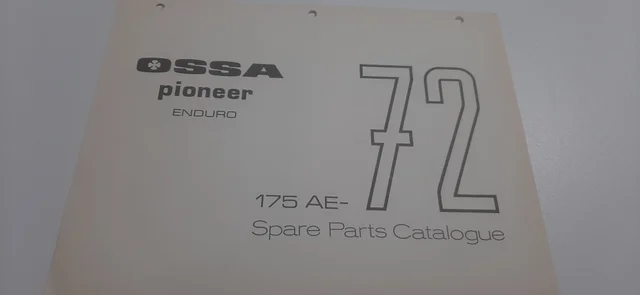 OSSA
pioneer
ENDURO
175 AE-72
Spare Parts Catalogue